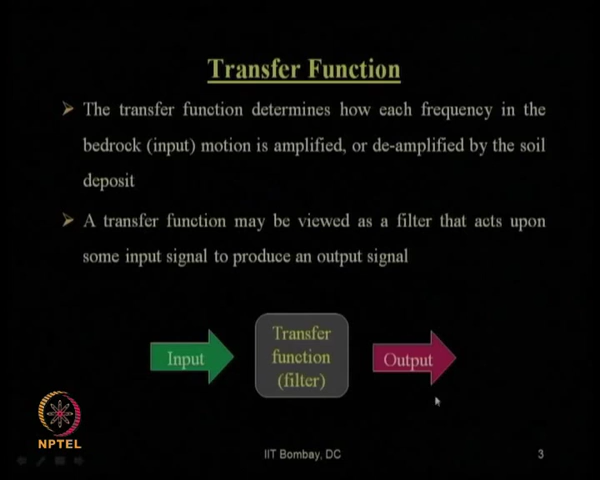 Transfer Function
➤ The transfer function determines how each frequency in the
bedrock (input) motion is amplified, or de-amplified by the soil
deposit
➤ A transfer function may be viewed as a filter that acts upon
some input signal to produce an output signal
Input
Transfer
function
(filter)
Output
NPTEL
IIT Bombay, DC
3